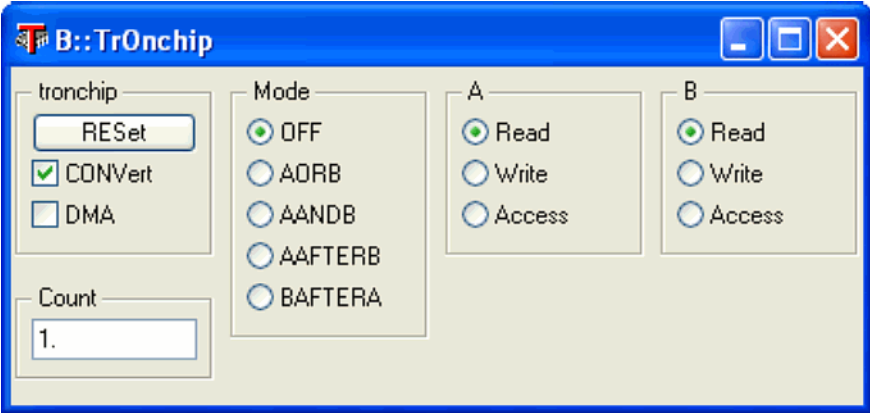 B::TrOnchip
tronchip
RESet
CONVert
DMA
Count
1.
Mode
OFF
AORB
AANDB
AAFTERB
BAFTERA
A
Read
Write
Access
B
Read
Write
Access